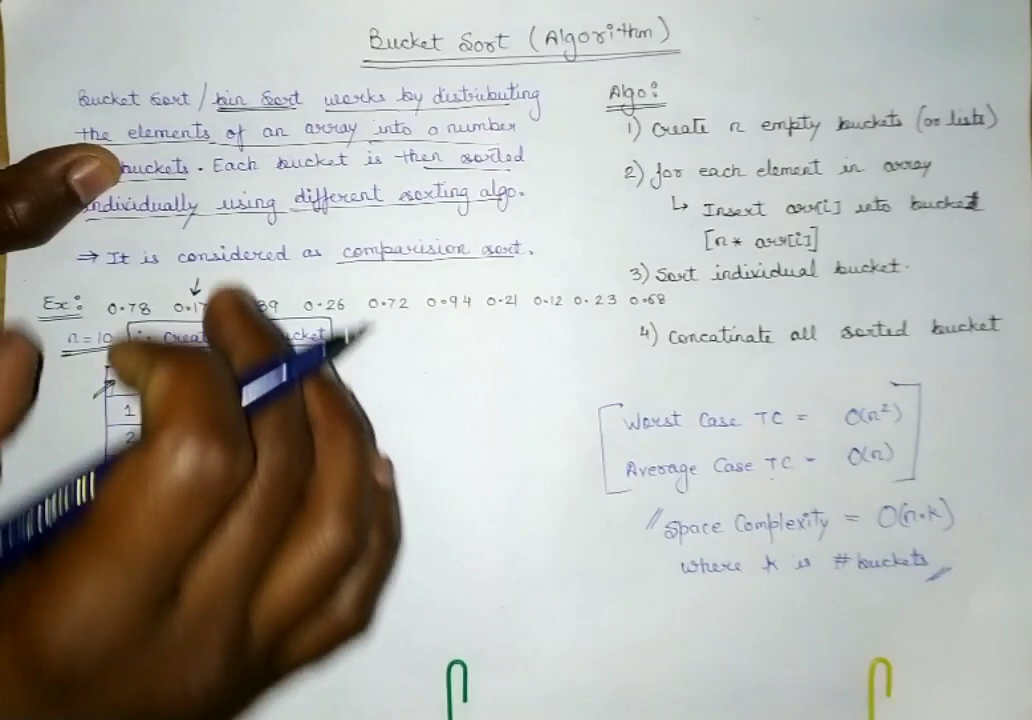 Bucket Sort (Algorithm)
Bucket Sort / bin Sort works by distributing
the elements of an array into a number
buckets. Each bucket is then sorted
individually using different sorting algo.
⇒ It is considered as comparision sort.
Ex: 0.78 0.17 39 0.26 0.72 0.94 0.21 0.12 0.23 0.68
n = 10
1
2
Algo:
1) Create n empty buckets (or lists)
2) for each element in array
↳ Insert arr[i] into bucket
[n * arr[i]]
3) Sort individual bucket.
4) Concatinate all sorted bucket
Worst Case TC = O(n²)
Average Case TC = O(n)
// Space Complexity = O(n·k)
where k is # buckets //